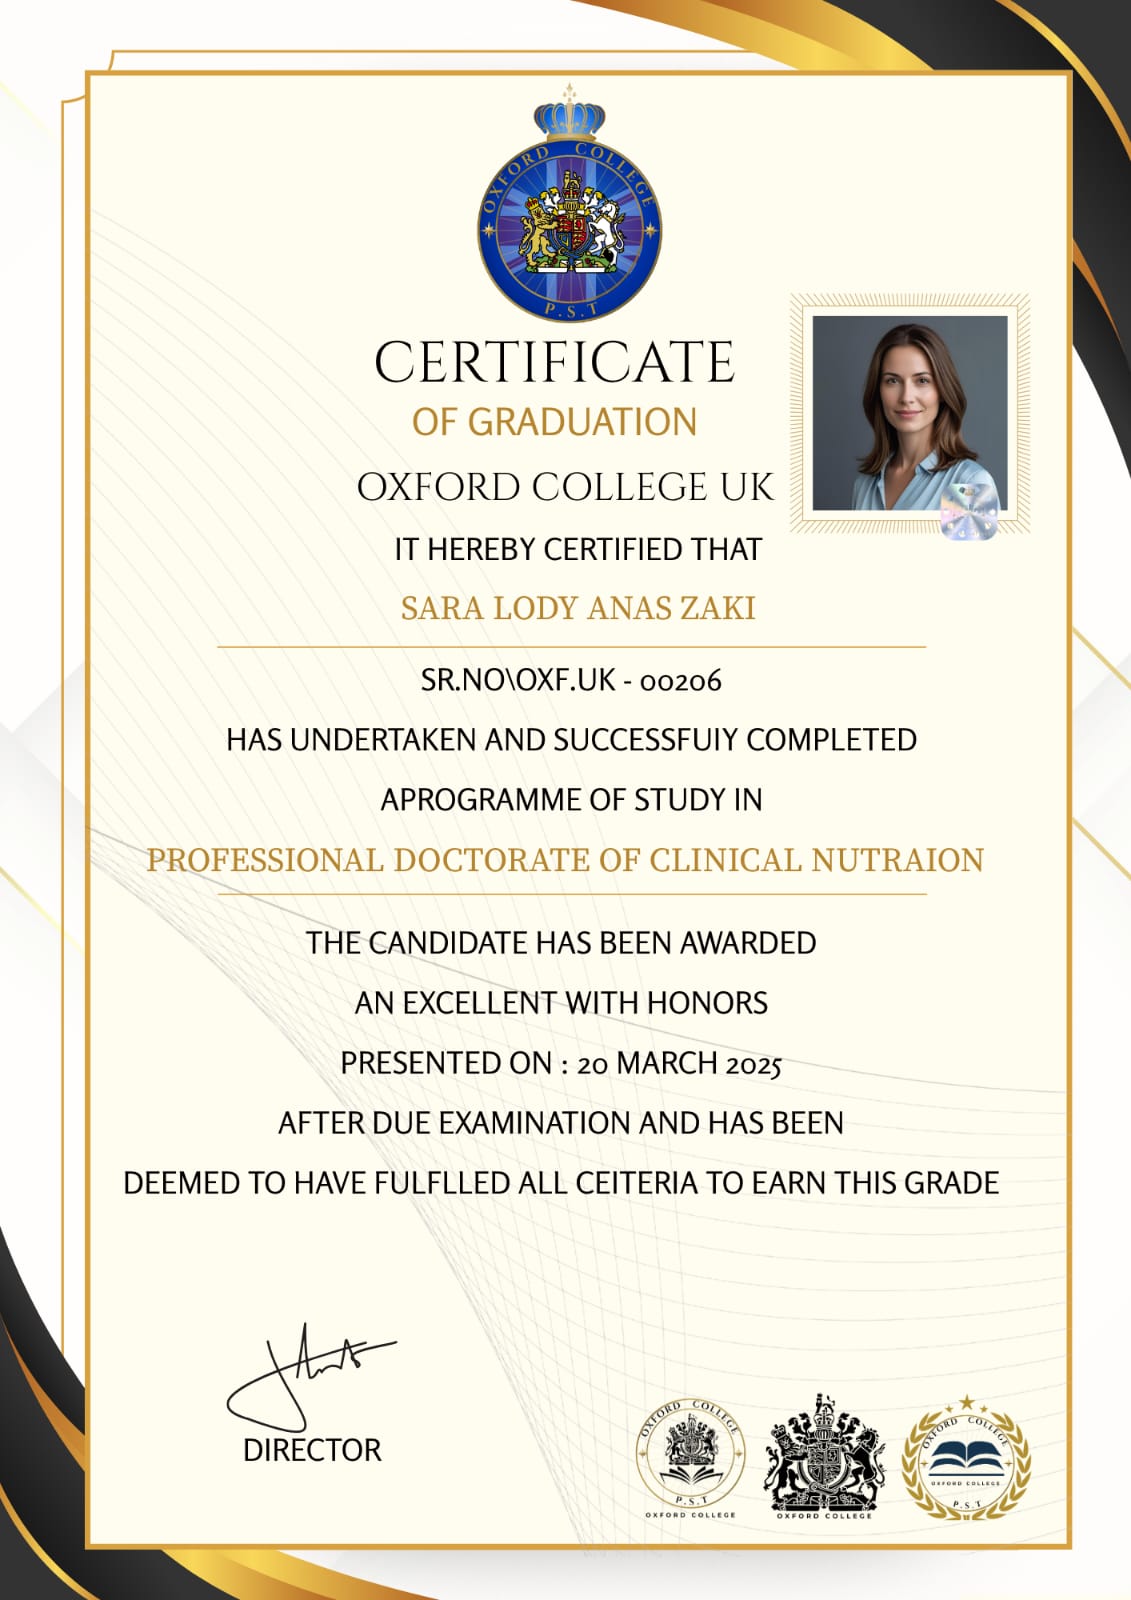 OXFORD COLLEGE
P.S.T
CERTIFICATE
OF GRADUATION
OXFORD COLLEGE UK
IT HEREBY CERTIFIED THAT
SARA LODY ANAS ZAKI
SR.NO\OXF.UK - 00206
HAS UNDERTAKEN AND SUCCESSFUIY COMPLETED
APROGRAMME OF STUDY IN
PROFESSIONAL DOCTORATE OF CLINICAL NUTRAION
THE CANDIDATE HAS BEEN AWARDED
AN EXCELLENT WITH HONORS
PRESENTED ON : 20 MARCH 2025
AFTER DUE EXAMINATION AND HAS BEEN
DEEMED TO HAVE FULFLLED ALL CEITERIA TO EARN THIS GRADE
DIRECTOR
OXFORD COLLEGE
P.S.T
OXFORD COLLEGE
OXFORD COLLEGE
OXFORD COLLEGE
OXFORD COLLEGE
P.S.T